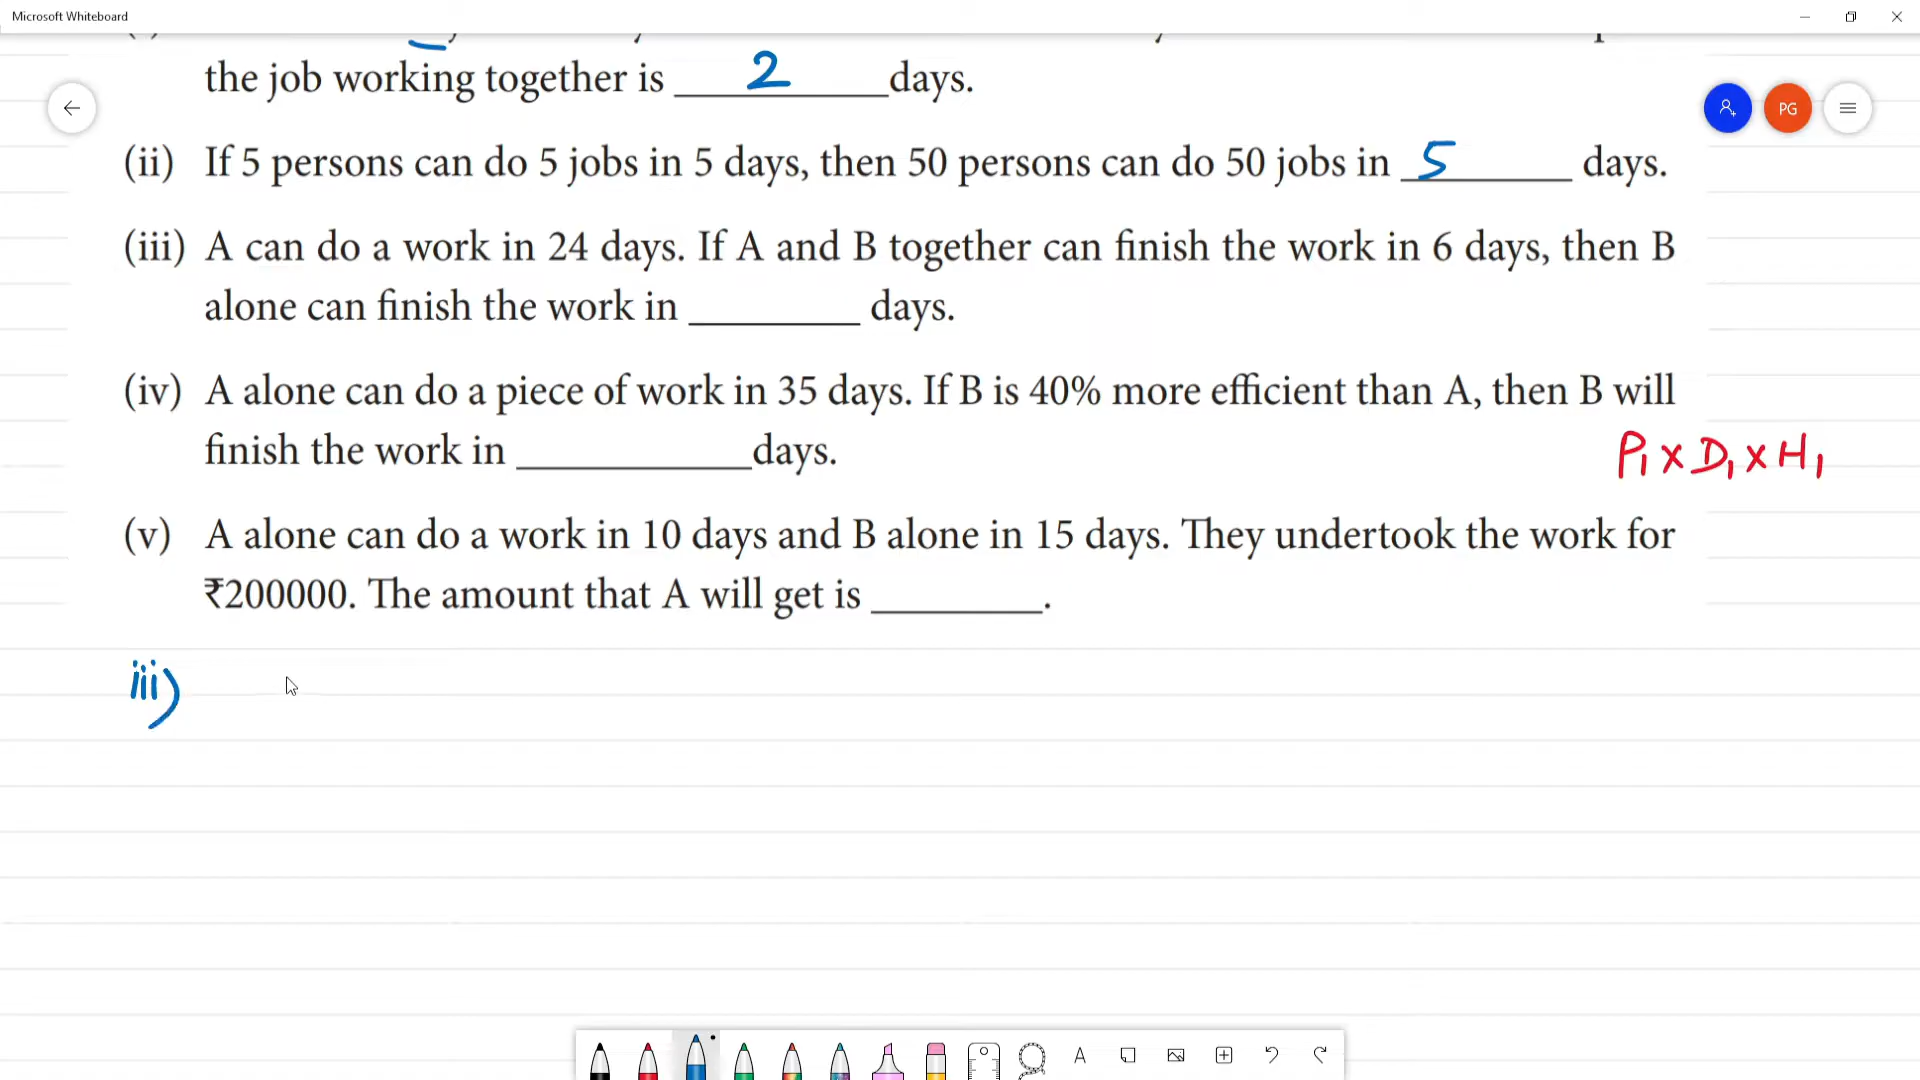 Microsoft Whiteboard
the job working together is 2 days.
PG
(ii) If 5 persons can do 5 jobs in 5 days, then 50 persons can do 50 jobs in 5 days.
(iii) A can do a work in 24 days. If A and B together can finish the work in 6 days, then B
alone can finish the work in __________ days.
(iv) A alone can do a piece of work in 35 days. If B is 40% more efficient than A, then B will
finish the work in ______________days.
P₁ x D₁ x H₁
(v) A alone can do a work in 10 days and B alone in 15 days. They undertook the work for
₹200000. The amount that A will get is __________.
iii)
A